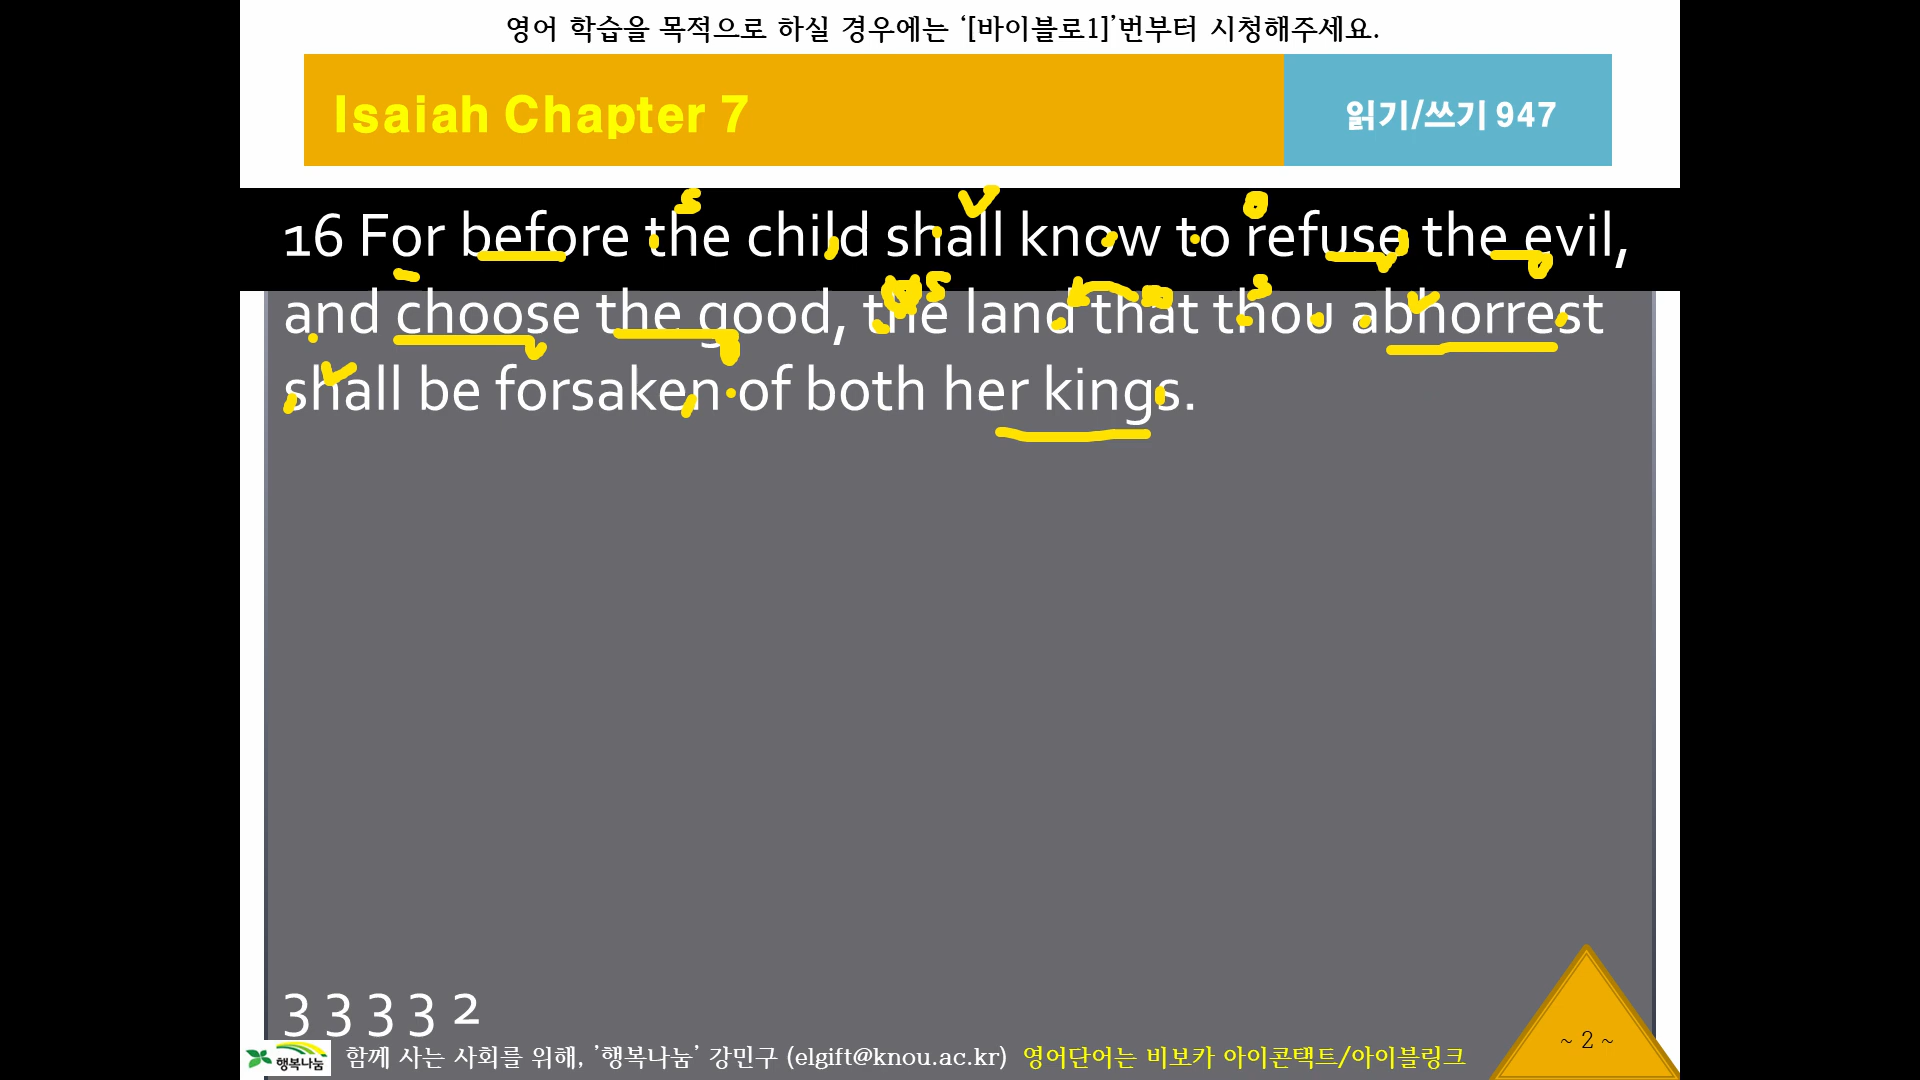 영어 학습을 목적으로 하실 경우에는 ‘[바이블로1]’번부터 시청해주세요.
Isaiah Chapter 7
읽기/쓰기 947
16 For before the child shall know to refuse the evil,
and choose the good, the land that thou abhorrest
shall be forsaken of both her kings.
3 3 3 3 2
행복나눔 함께 사는 사회를 위해, ’행복나눔’ 강민구 (elgift@knou.ac.kr) 영어단어는 비보카 아이콘택트/아이블링크
~ 2 ~